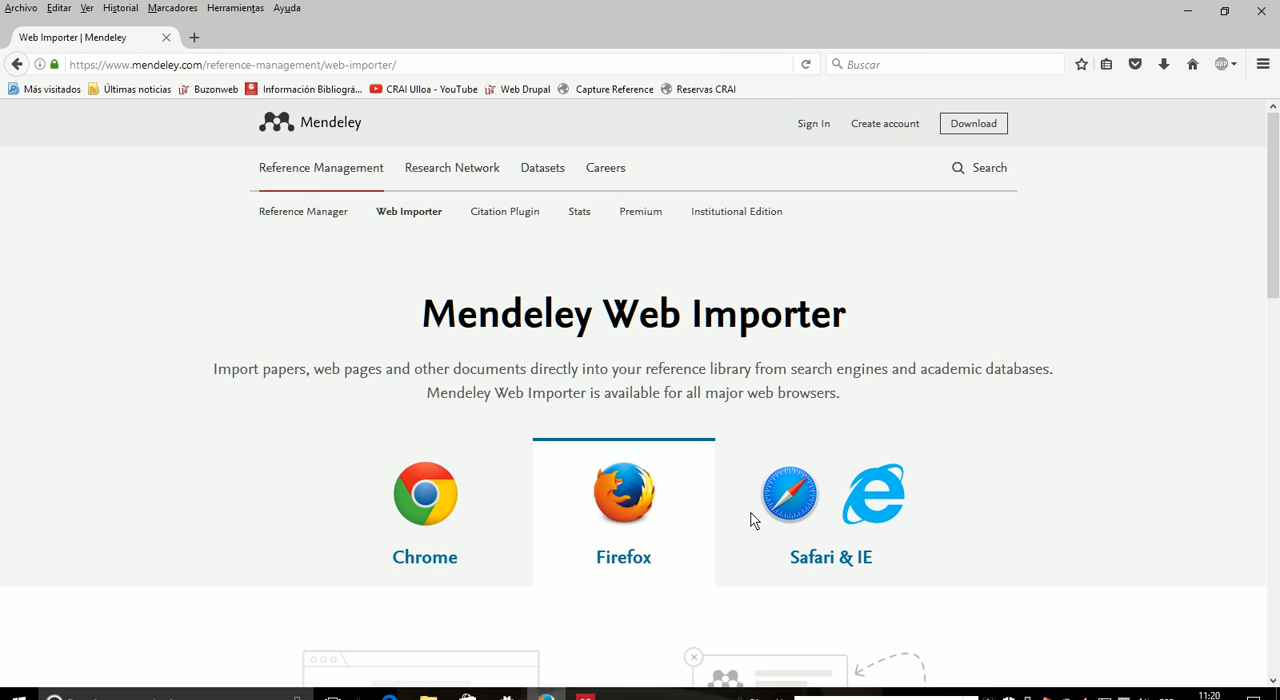 Archivo Editar Ver Historial Marcadores Herramientas Ayuda
Web Importer | Mendeley
https://www.mendeley.com/reference-management/web-importer/
Buscar
ABP
Más visitados Últimas noticias Buzonweb Información Bibliográ... CRAI Ulloa - YouTube Web Drupal Capture Reference Reservas CRAI
Mendeley
Sign In Create account Download
Reference Management Research Network Datasets Careers Search
Reference Manager Web Importer Citation Plugin Stats Premium Institutional Edition
Mendeley Web Importer
Import papers, web pages and other documents directly into your reference library from search engines and academic databases.
Mendeley Web Importer is available for all major web browsers.
Chrome Firefox Safari & IE
11:20